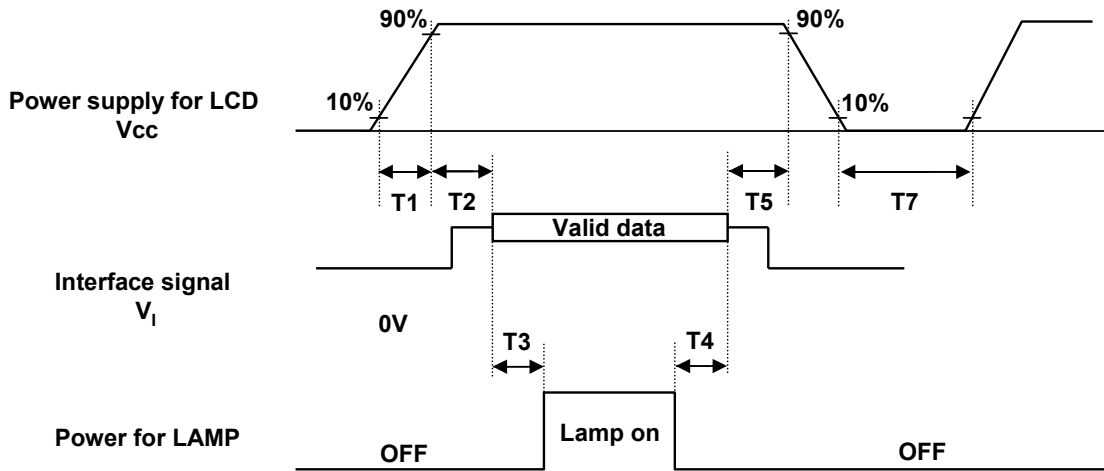 90%
90%
Power supply for LCD
Vcc
10%
10%
T1
T2
T5
T7
Valid data
Interface signal
VI
0V
T3
T4
Power for LAMP
OFF
Lamp on
OFF